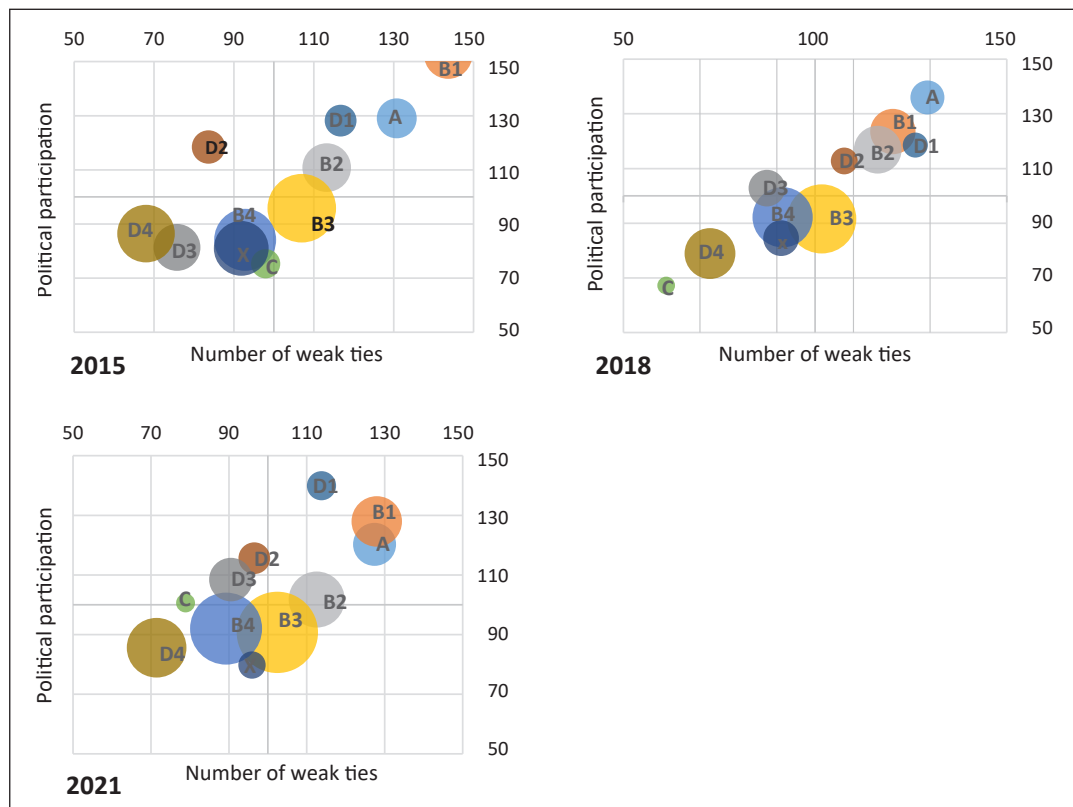 50 70 90 110 130 150
150
130
110
90
70
50
Political participation
B1
A
D1
D2
B2
B3
B4
X
C
D3
D4
Number of weak ties
2015
50 100 150
150
130
110
90
70
50
Political participation
A
B1
D1
B2
D2
D3
B4
B3
x
D4
C
Number of weak ties
2018
50 70 90 110 130 150
150
130
110
90
70
50
Political participation
D1
B1
A
D2
D3
C
B2
B3
B4
D4
X
Number of weak ties
2021